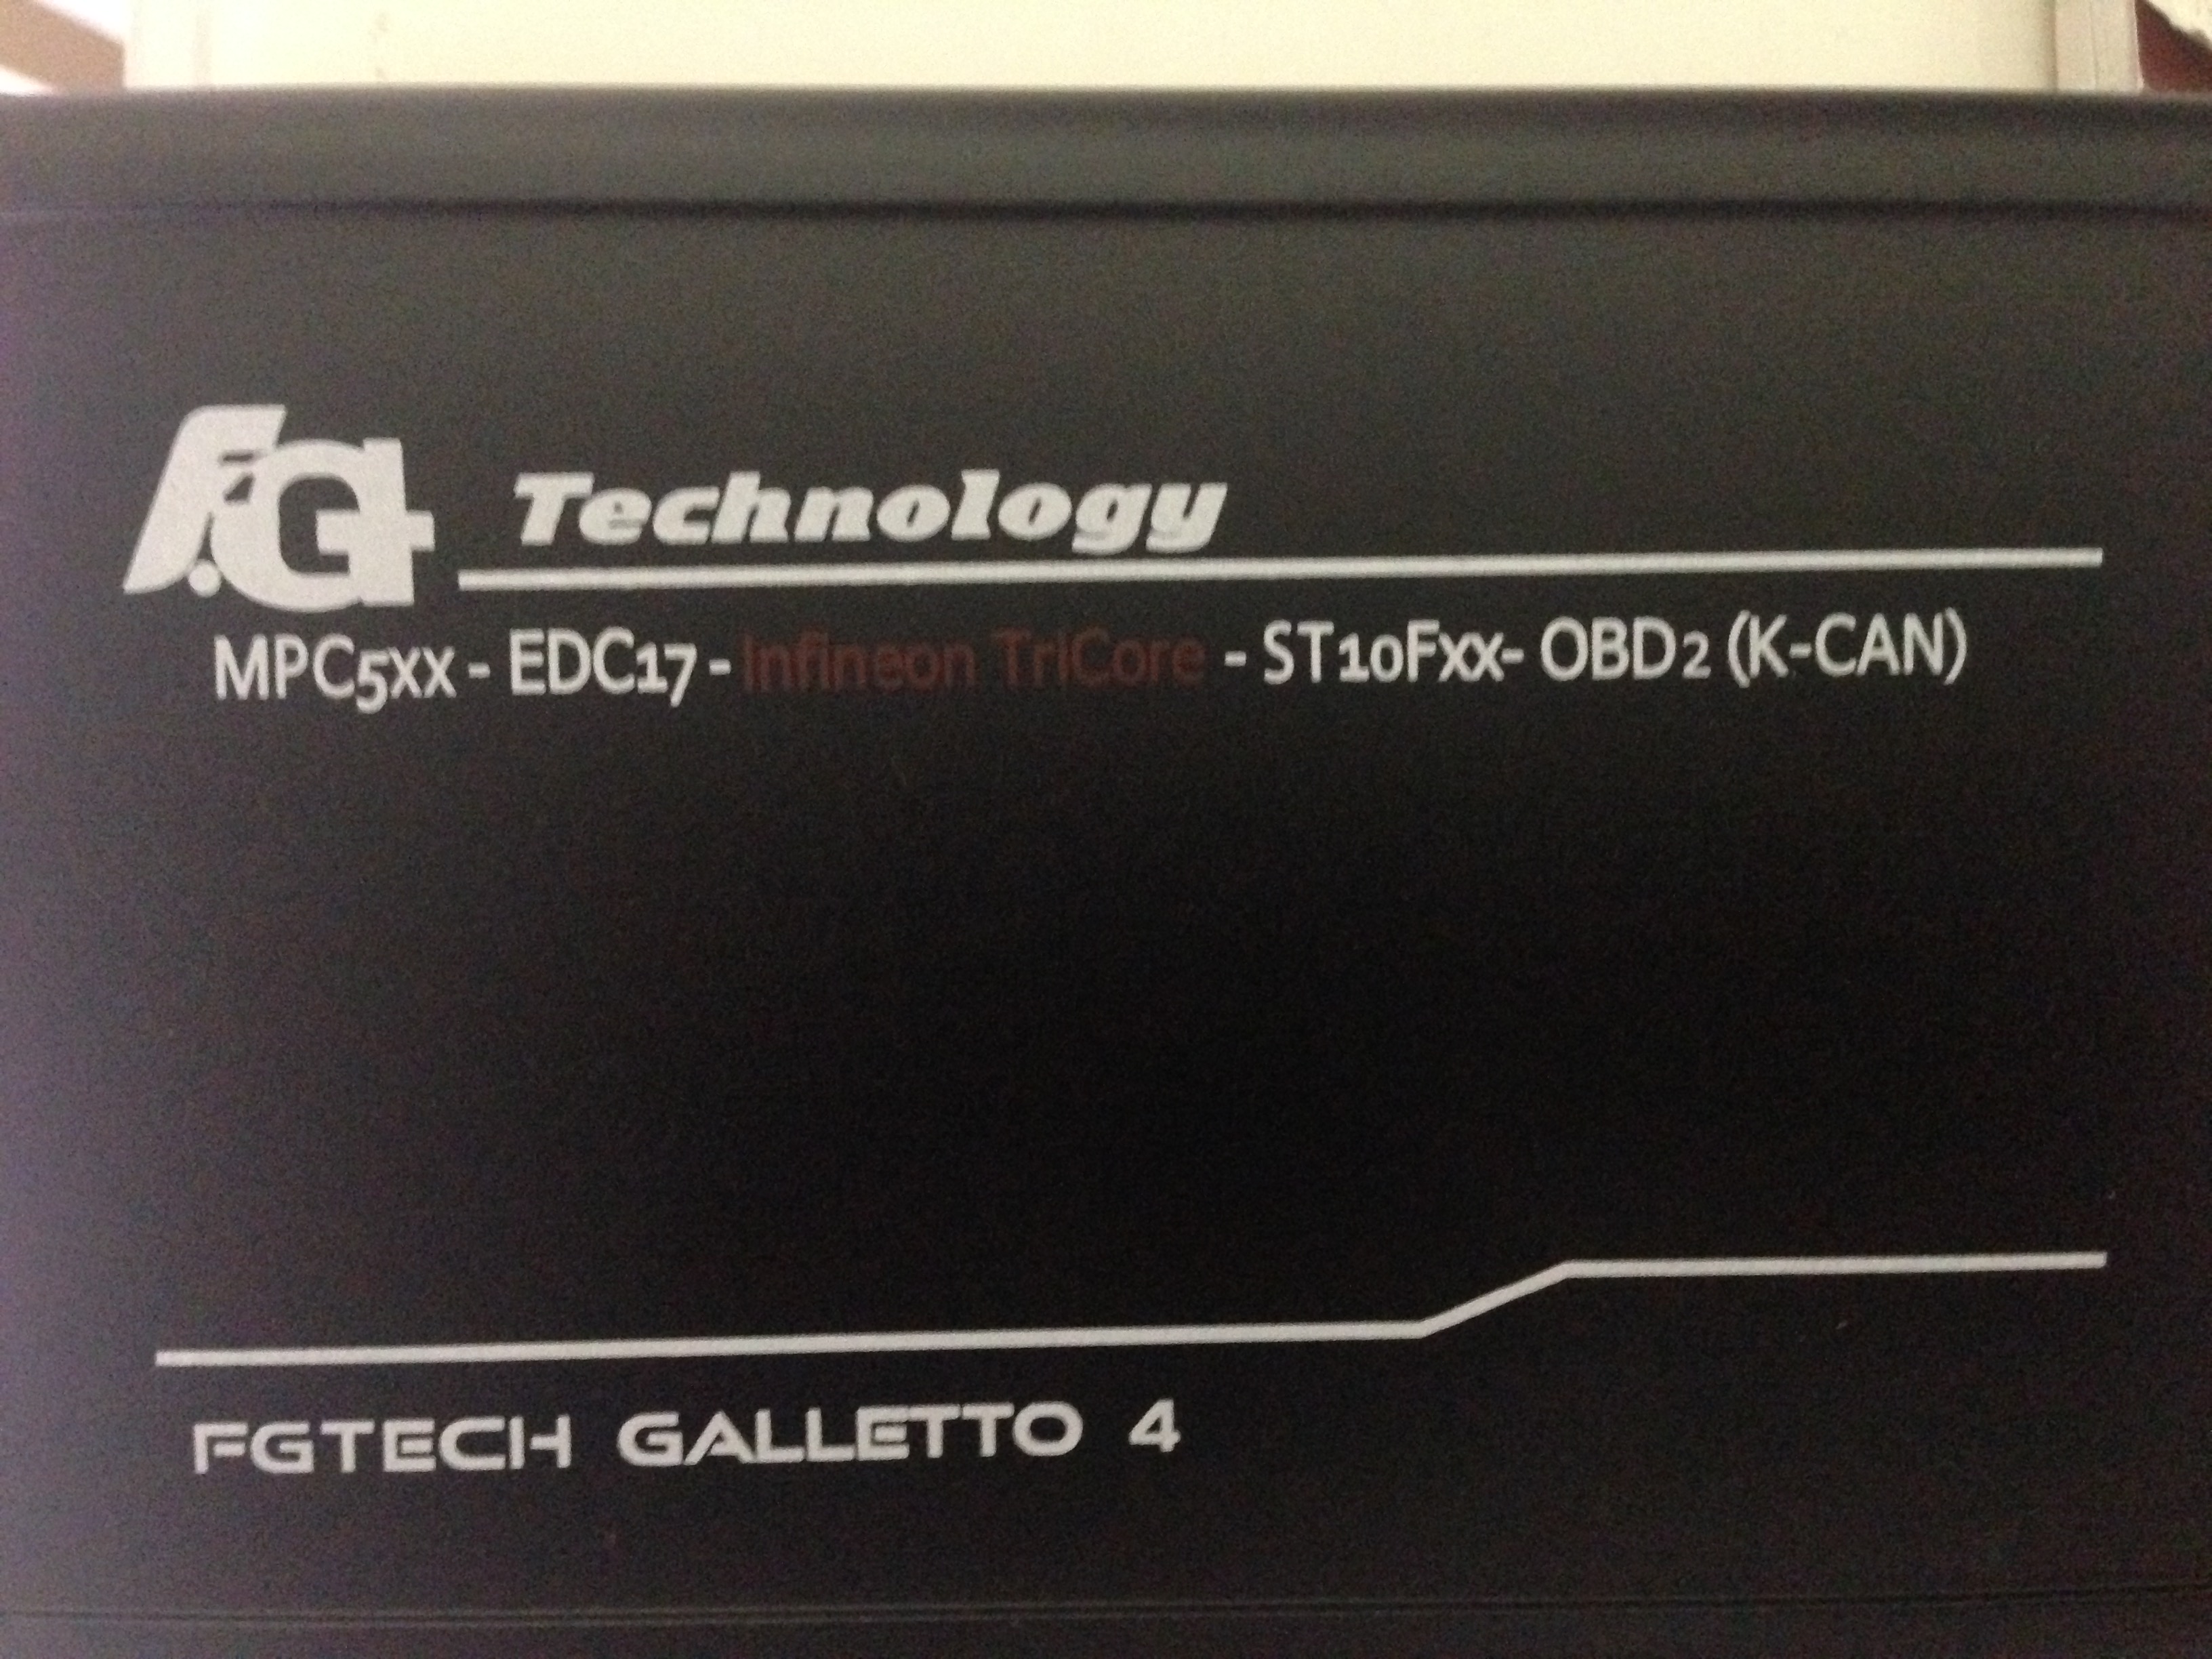 F.G Technology
MPC5xx - EDC17 - Infineon TriCore - ST10Fxx- OBD2 (K-CAN)
FGTECH GALLETTO 4